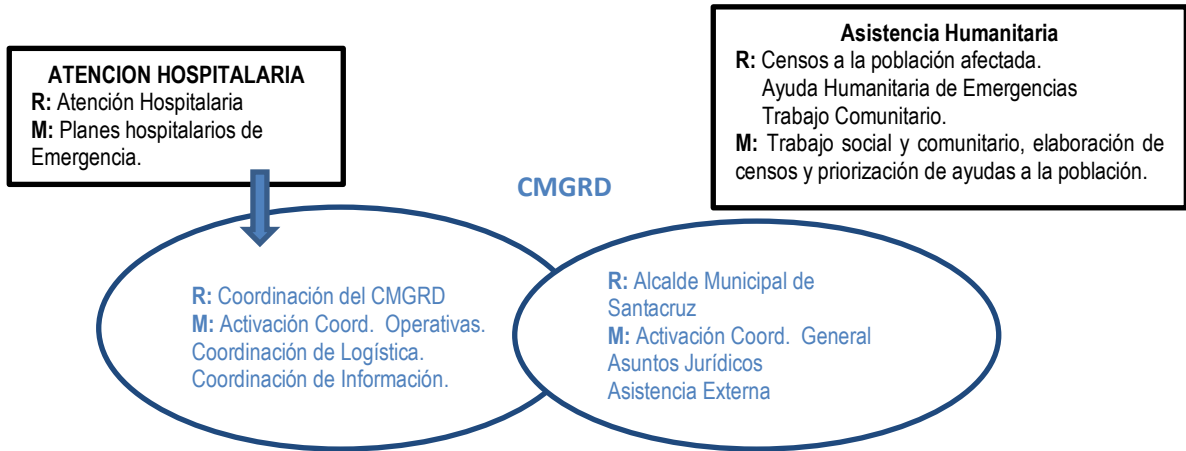 ATENCION HOSPITALARIA
R: Atención Hospitalaria
M: Planes hospitalarios de
Emergencia.
Asistencia Humanitaria
R: Censos a la población afectada.
Ayuda Humanitaria de Emergencias
Trabajo Comunitario.
M: Trabajo social y comunitario, elaboración de
censos y priorización de ayudas a la población.
CMGRD
R: Coordinación del CMGRD
M: Activación Coord. Operativas.
Coordinación de Logística.
Coordinación de Información.
R: Alcalde Municipal de
Santacruz
M: Activación Coord. General
Asuntos Jurídicos
Asistencia Externa